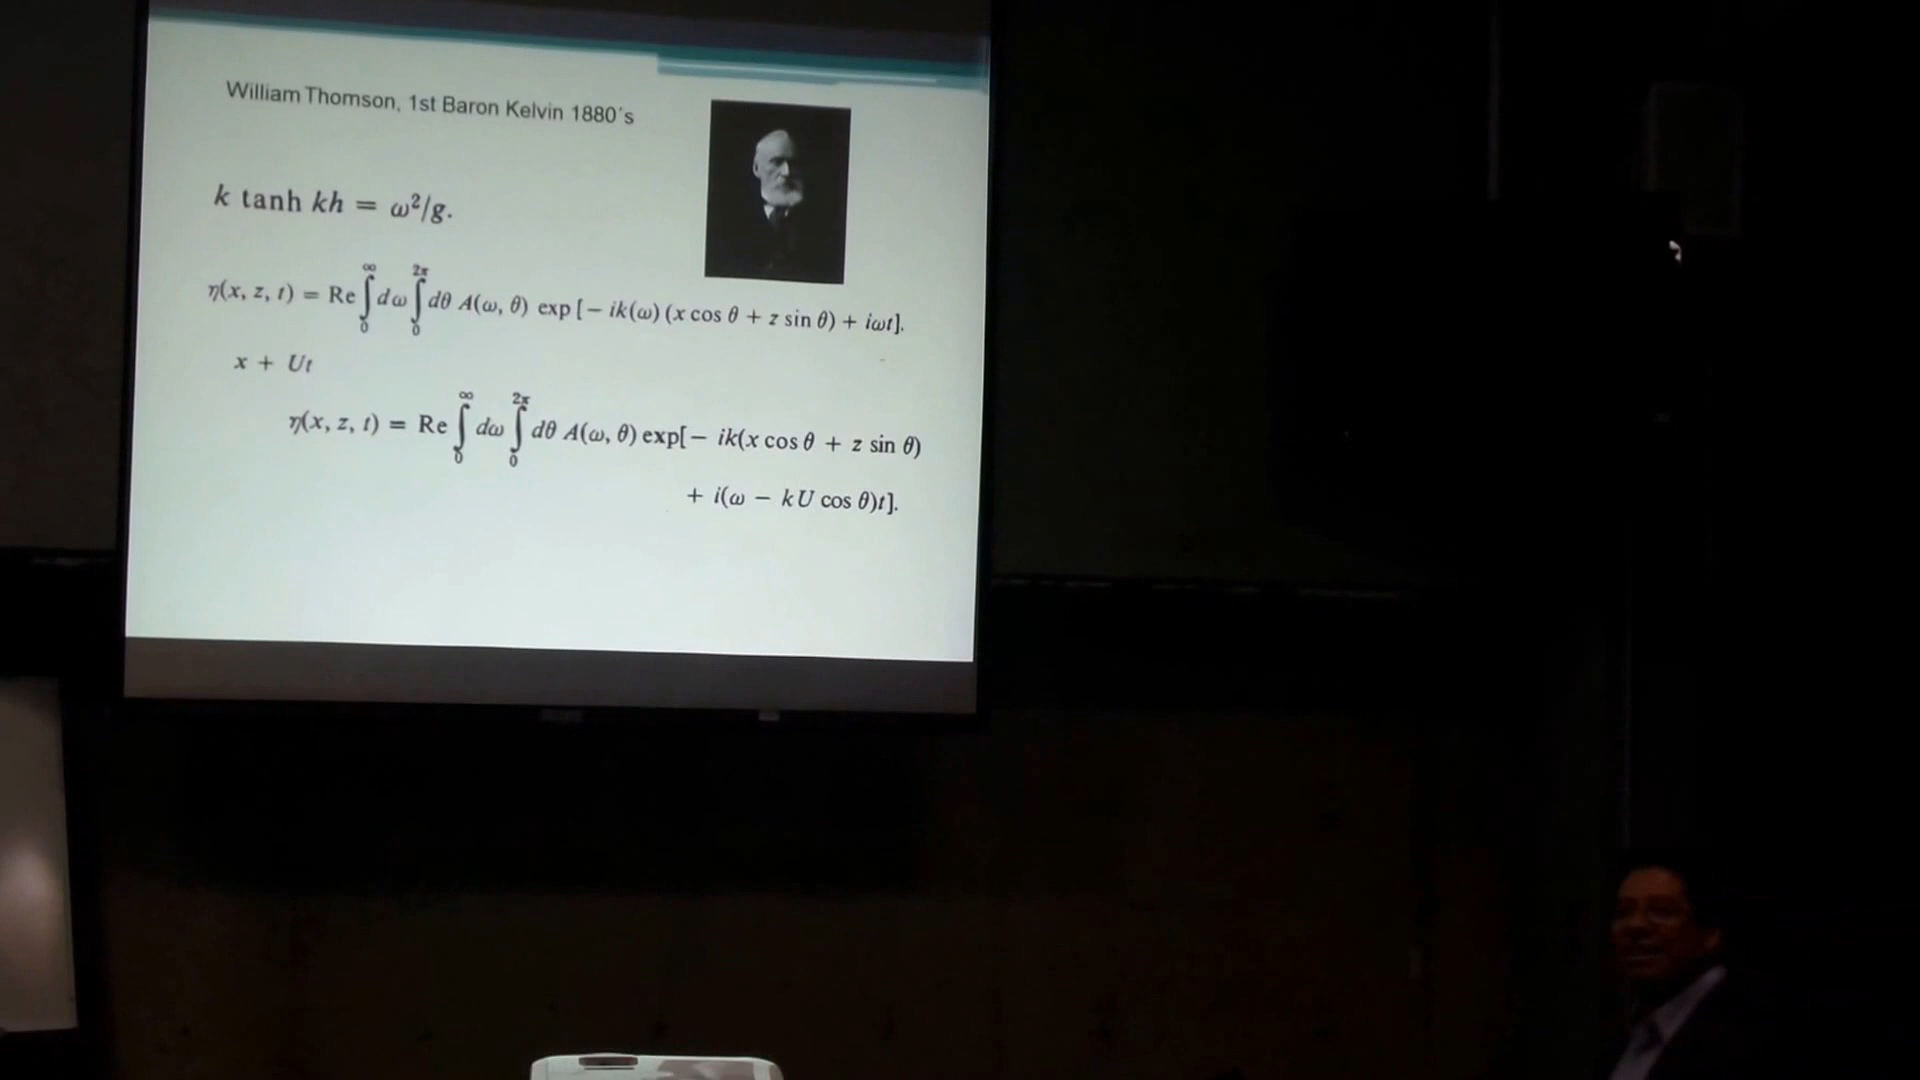 William Thomson, 1st Baron Kelvin 1880´s
k tanh kh = ω²/g.
η(x, z, t) = Re ∫₀^∞ dω ∫₀^2π dθ A(ω, θ) exp [− ik(ω) (x cos θ + z sin θ) + iωt].
x + Ut
η(x, z, t) = Re ∫₀^∞ dω ∫₀^2π dθ A(ω, θ) exp[− ik(x cos θ + z sin θ)
+ i(ω − kU cos θ)t].